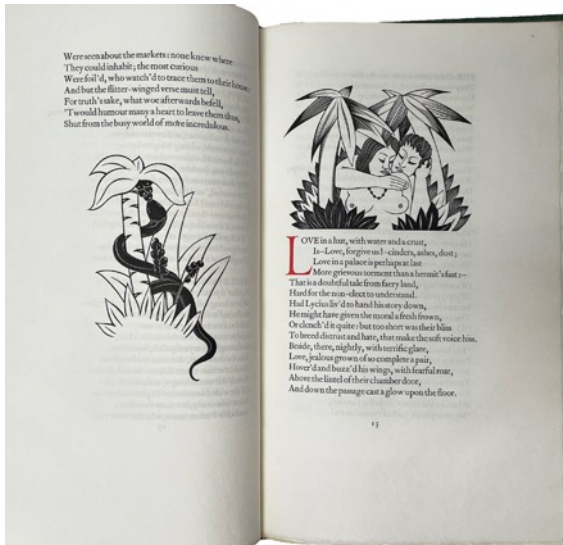 Were seen about the markets: none knew where
They could inhabit; the most curious
Were foil'd, who watch'd to trace them to their house:
And but the flitter-winged verse must tell,
For truth's sake, what woe afterwards befell,
'Twould humour many a heart to leave them thus,
Shut from the busy world of more incredulous.
LOVE in a hut, with water and a crust,
Is—Love, forgive us!—cinders, ashes, dust;
Love in a palace is perhaps at last
More grievous torment than a hermit's fast:—
That is a doubtful tale from faery land,
Hard for the non-elect to understand.
Had Lycius liv'd to hand his story down,
He might have given the moral a fresh frown,
Or clench'd it quite: but too short was their bliss
To breed distrust and hate, that make the soft voice hiss.
Beside, there, nightly, with terrific glare,
Love, jealous grown of so complete a pair,
Hover'd and buzz'd his wings, with fearful roar,
Above the lintel of their chamber door,
And down the passage cast a glow upon the floor.
15